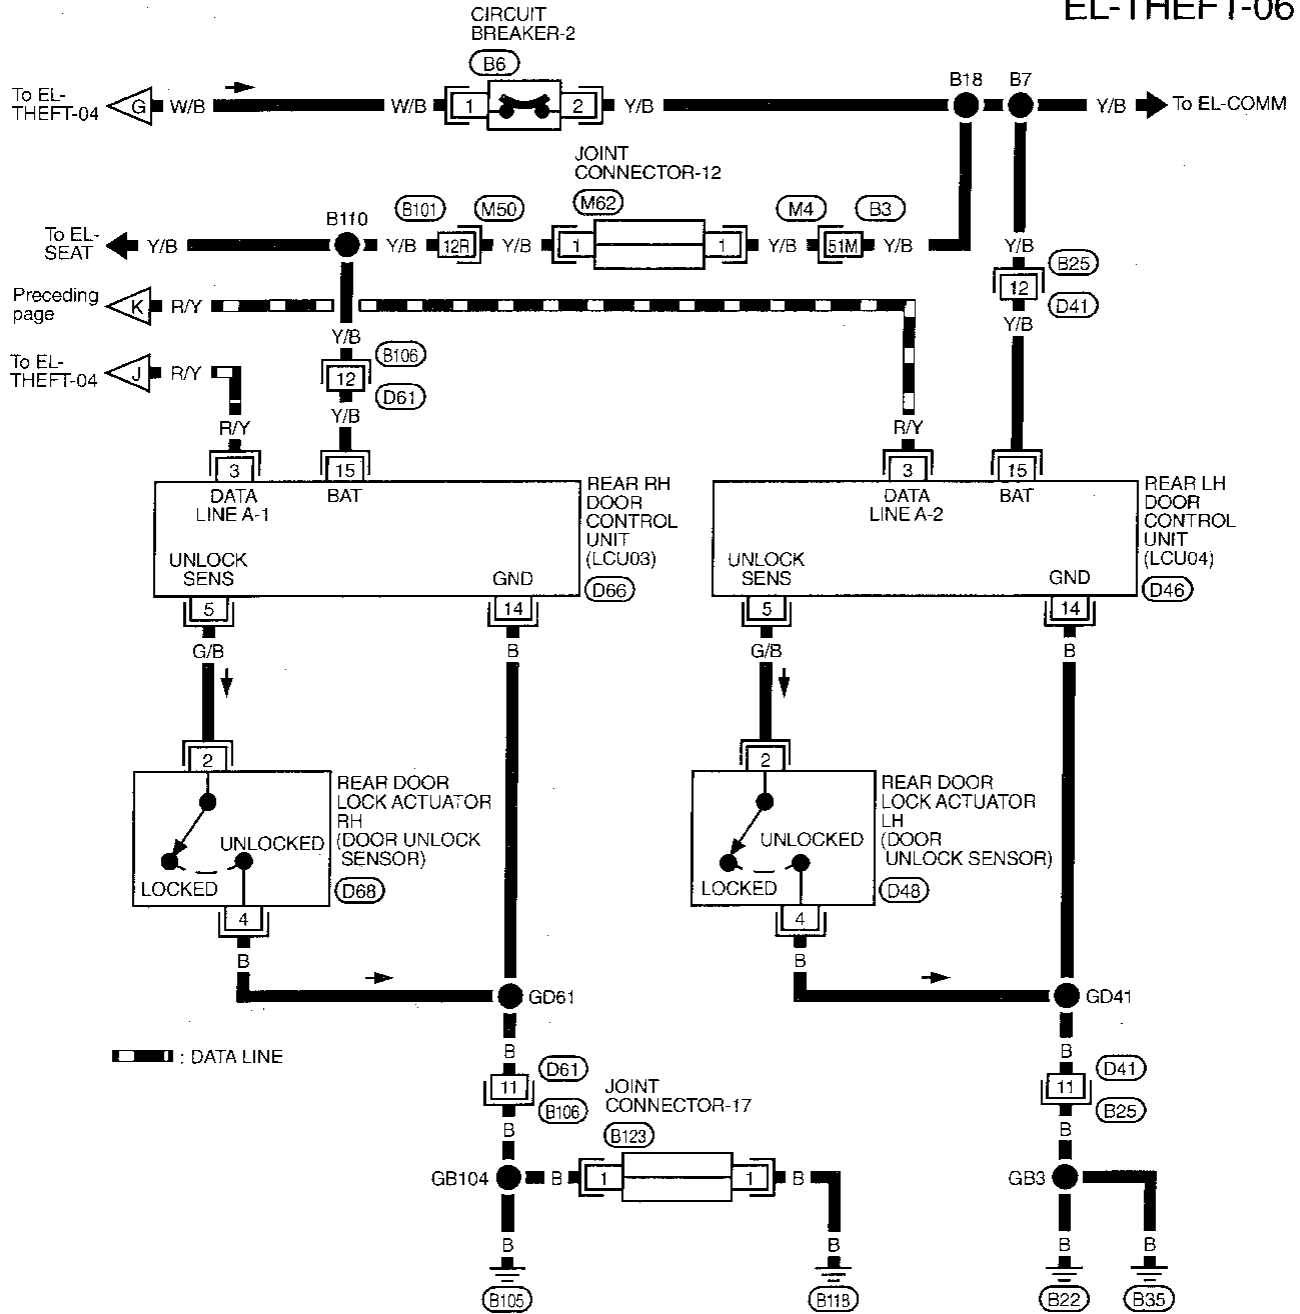 EL-THEFT-06
CIRCUIT
BREAKER-2
B6
To EL-
THEFT-04
G
W/B
W/B
1
2
Y/B
B18
B7
Y/B
To EL-COMM
JOINT
CONNECTOR-12
To EL-
SEAT
Y/B
B110
Y/B
B101
12R
M50
Y/B
M62
1
1
M4
Y/B
51M
B3
Y/B
Y/B
12
B25
D41
Y/B
Preceding
page
K
R/Y
To EL-
THEFT-04
J
R/Y
Y/B
12
B106
D61
Y/B
R/Y
R/Y
3
15
DATA
LINE A-1
BAT
UNLOCK
SENS
GND
REAR RH
DOOR
CONTROL
UNIT
(LCU03)
D66
3
15
DATA
LINE A-2
BAT
UNLOCK
SENS
GND
REAR LH
DOOR
CONTROL
UNIT
(LCU04)
D46
5
14
G/B
B
5
14
G/B
B
2
REAR DOOR
LOCK ACTUATOR
RH
(DOOR UNLOCK
SENSOR)
D68
UNLOCKED
LOCKED
4
B
2
REAR DOOR
LOCK ACTUATOR
LH
(DOOR
UNLOCK SENSOR)
D48
UNLOCKED
LOCKED
4
B
GD61
GD41
: DATA LINE
B
11
D61
B106
B
JOINT
CONNECTOR-17
B123
B
11
D41
B25
B
GB104
B
1
1
B
GB3
B
B
B
B
B105
B118
B22
B35